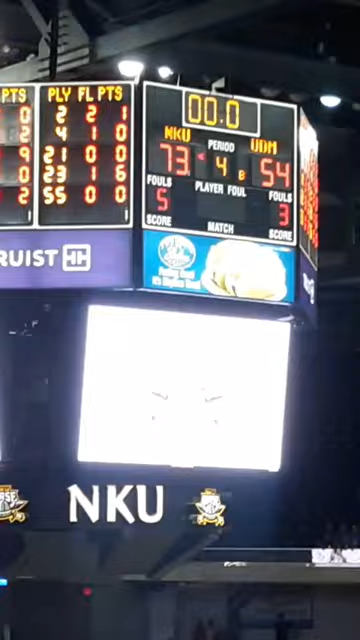 PTS PLY FL PTS
0 2 2 1
2 4 1 0
9 21 0 0
0 23 1 6
2 55 0 0
00.0
NKU UDM
PERIOD
73 4 B 54
FOULS PLAYER FOUL FOULS
5 3
SCORE MATCH SCORE
RUIST
NKU